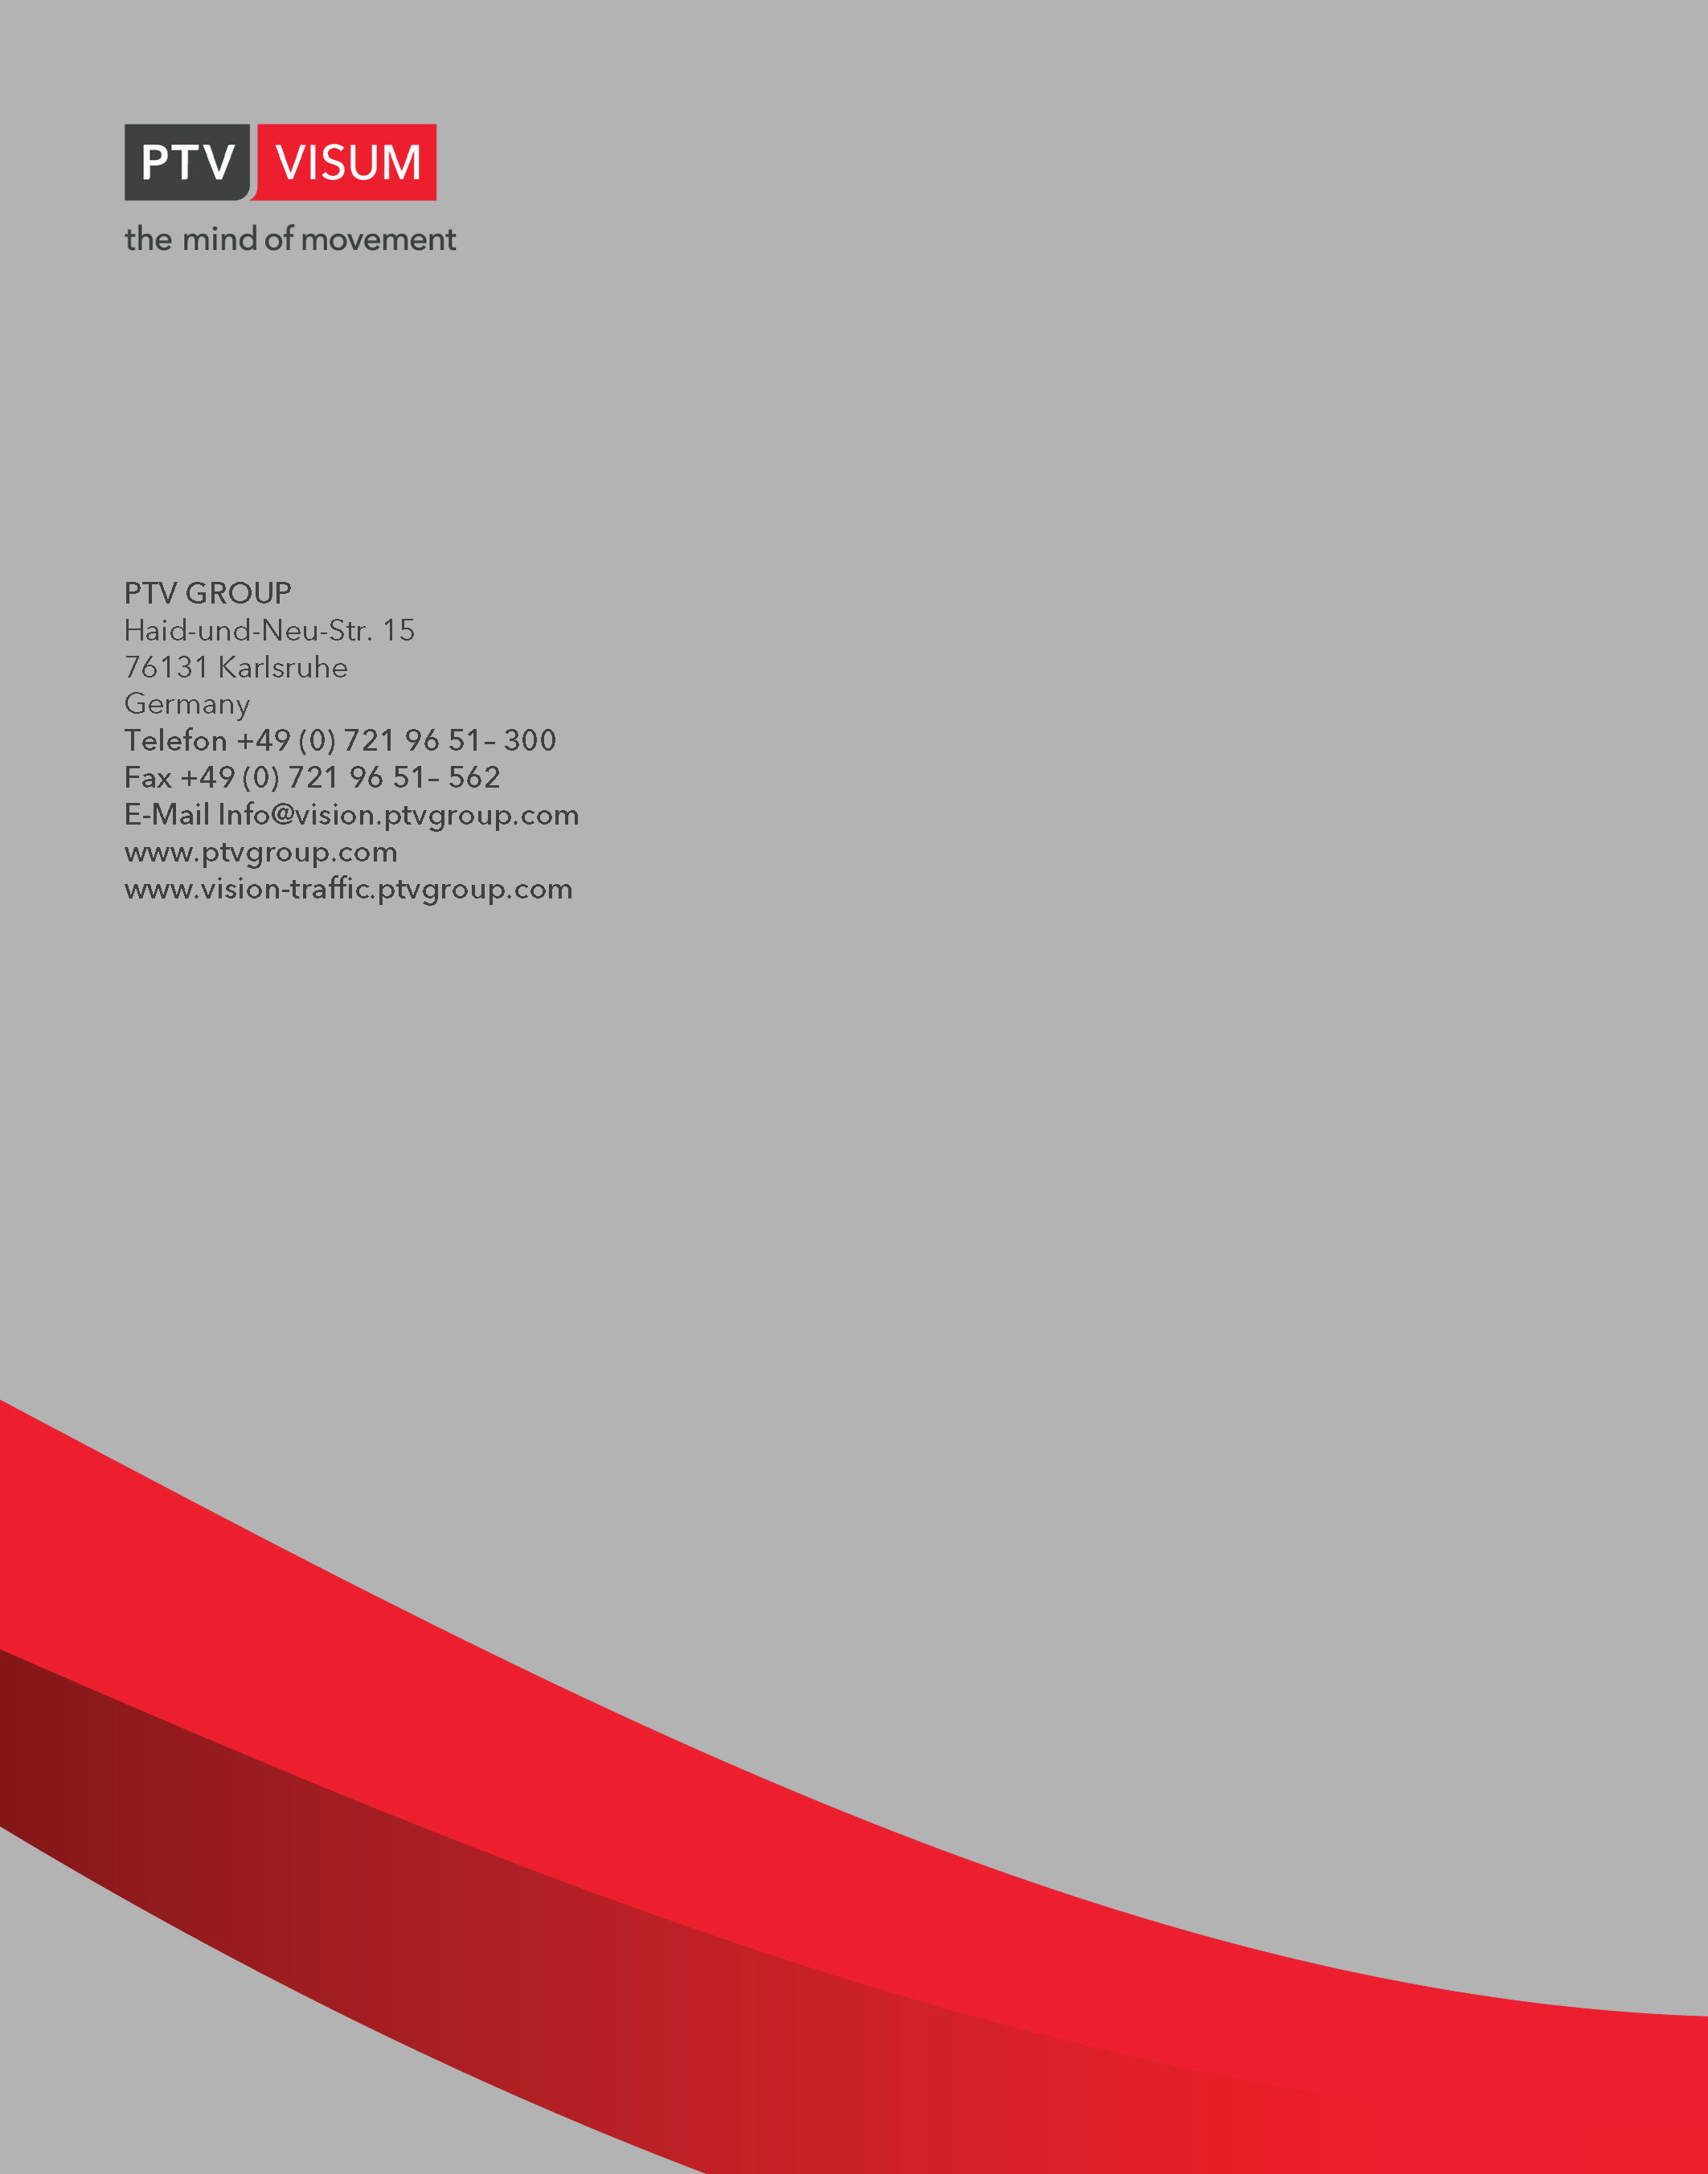 PTV VISUM
the mind of movement
PTV GROUP
Haid-und-Neu-Str. 15
76131 Karlsruhe
Germany
Telefon +49 (0) 721 96 51– 300
Fax +49 (0) 721 96 51– 562
E-Mail Info@vision.ptvgroup.com
www.ptvgroup.com
www.vision-traffic.ptvgroup.com